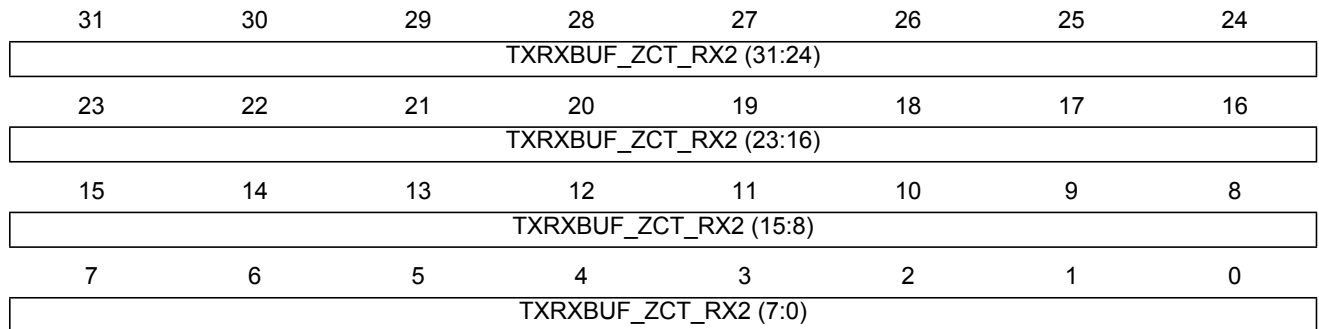 31 30 29 28 27 26 25 24
TXRXBUF_ZCT_RX2 (31:24)
23 22 21 20 19 18 17 16
TXRXBUF_ZCT_RX2 (23:16)
15 14 13 12 11 10 9 8
TXRXBUF_ZCT_RX2 (15:8)
7 6 5 4 3 2 1 0
TXRXBUF_ZCT_RX2 (7:0)